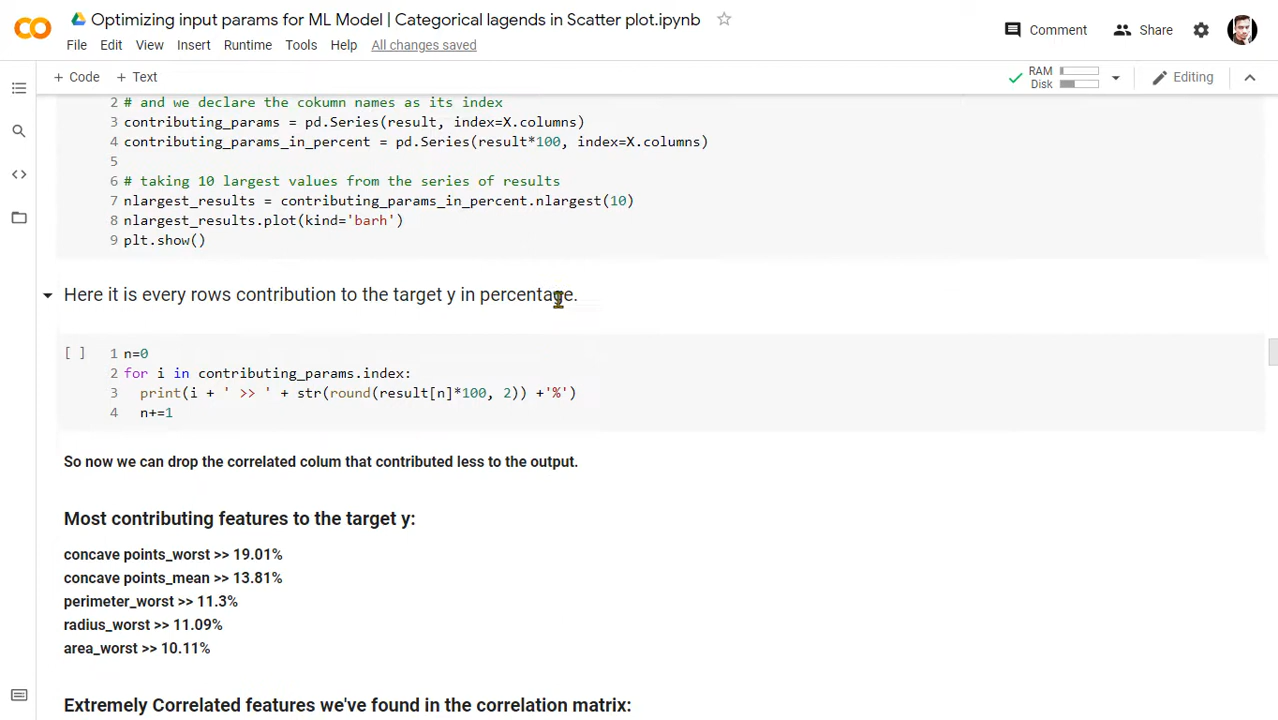 Optimizing input params for ML Model | Categorical lagends in Scatter plot.ipynb
File Edit View Insert Runtime Tools Help All changes saved
Comment Share
+ Code + Text
RAM
Disk
Editing
2 # and we declare the cokumn names as its index
3 contributing_params = pd.Series(result, index=X.columns)
4 contributing_params_in_percent = pd.Series(result*100, index=X.columns)
5
6 # taking 10 largest values from the series of results
7 nlargest_results = contributing_params_in_percent.nlargest(10)
8 nlargest_results.plot(kind='barh')
9 plt.show()
Here it is every rows contribution to the target y in percentage.
[ ] 1 n=0
2 for i in contributing_params.index:
3 print(i + ' >> ' + str(round(result[n]*100, 2)) +'%')
4 n+=1
So now we can drop the correlated colum that contributed less to the output.
Most contributing features to the target y:
concave points_worst >> 19.01%
concave points_mean >> 13.81%
perimeter_worst >> 11.3%
radius_worst >> 11.09%
area_worst >> 10.11%
Extremely Correlated features we've found in the correlation matrix: